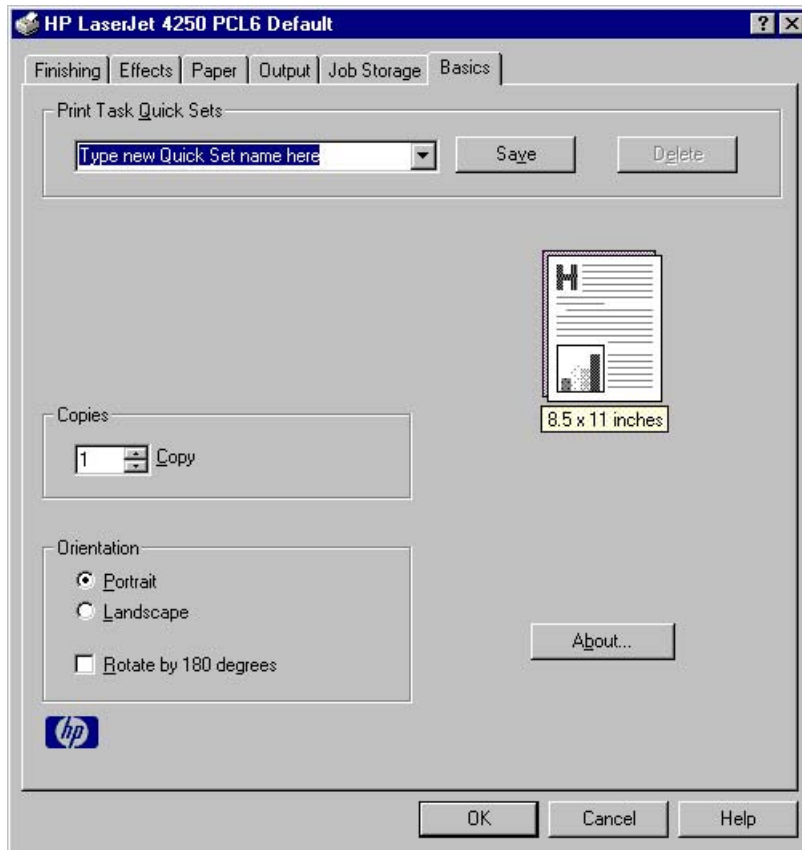 HP LaserJet 4250 PCL6 Default
Finishing Effects Paper Output Job Storage Basics
Print Task Quick Sets
Type new Quick Set name here Save Delete
H
8.5 x 11 inches
Copies
1 Copy
Orientation
Portrait
Landscape
Rotate by 180 degrees
About...
hp
OK Cancel Help